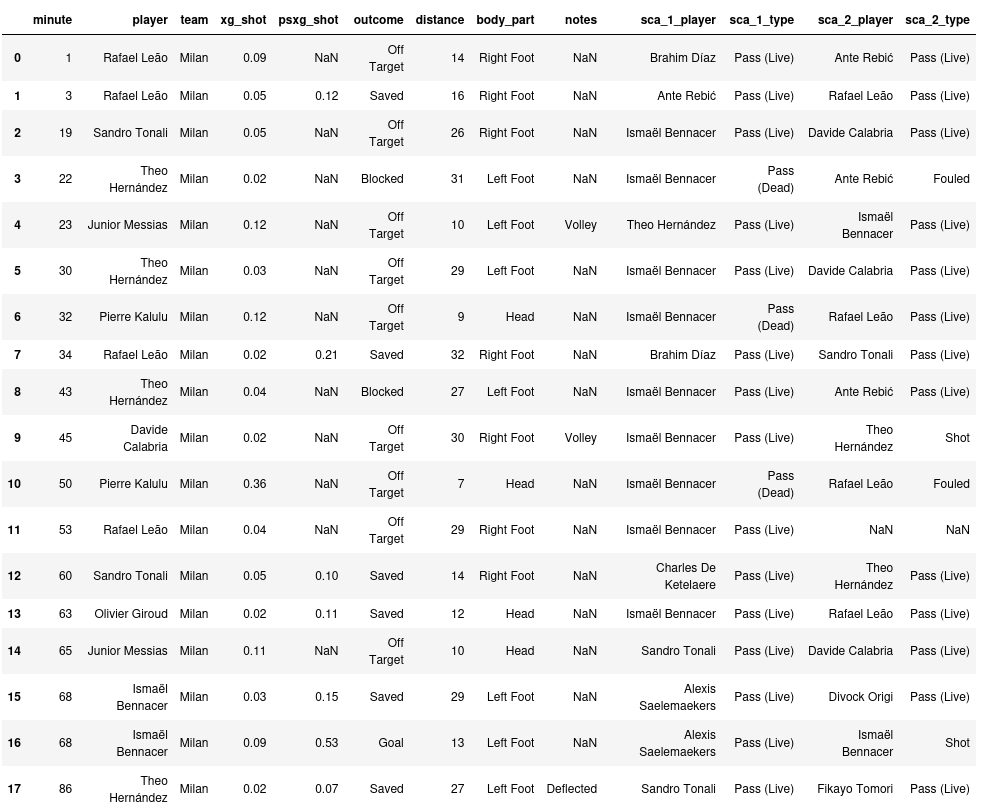 minute player team xg_shot psxg_shot outcome distance body_part notes sca_1_player sca_1_type sca_2_player sca_2_type
0 1 Rafael Leão Milan 0.09 NaN Off Target 14 Right Foot NaN Brahim Díaz Pass (Live) Ante Rebić Pass (Live)
1 3 Rafael Leão Milan 0.05 0.12 Saved 16 Right Foot NaN Ante Rebić Pass (Live) Rafael Leão Pass (Live)
2 19 Sandro Tonali Milan 0.05 NaN Off Target 26 Right Foot NaN Ismaël Bennacer Pass (Live) Davide Calabria Pass (Live)
3 22 Theo Hernández Milan 0.02 NaN Blocked 31 Left Foot NaN Ismaël Bennacer Pass (Dead) Ante Rebić Fouled
4 23 Junior Messias Milan 0.12 NaN Off Target 10 Left Foot Volley Theo Hernández Pass (Live) Ismaël Bennacer Pass (Live)
5 30 Theo Hernández Milan 0.03 NaN Off Target 29 Left Foot NaN Ismaël Bennacer Pass (Live) Davide Calabria Pass (Live)
6 32 Pierre Kalulu Milan 0.12 NaN Off Target 9 Head NaN Ismaël Bennacer Pass (Dead) Rafael Leão Pass (Live)
7 34 Rafael Leão Milan 0.02 0.21 Saved 32 Right Foot NaN Brahim Díaz Pass (Live) Sandro Tonali Pass (Live)
8 43 Theo Hernández Milan 0.04 NaN Blocked 27 Left Foot NaN Ismaël Bennacer Pass (Live) Ante Rebić Pass (Live)
9 45 Davide Calabria Milan 0.02 NaN Off Target 30 Right Foot Volley Ismaël Bennacer Pass (Live) Theo Hernández Shot
10 50 Pierre Kalulu Milan 0.36 NaN Off Target 7 Head NaN Ismaël Bennacer Pass (Dead) Rafael Leão Fouled
11 53 Rafael Leão Milan 0.04 NaN Off Target 29 Right Foot NaN Ismaël Bennacer Pass (Live) NaN NaN
12 60 Sandro Tonali Milan 0.05 0.10 Saved 14 Right Foot NaN Charles De Ketelaere Pass (Live) Theo Hernández Pass (Live)
13 63 Olivier Giroud Milan 0.02 0.11 Saved 12 Head NaN Ismaël Bennacer Pass (Live) Rafael Leão Pass (Live)
14 65 Junior Messias Milan 0.11 NaN Off Target 10 Head NaN Sandro Tonali Pass (Live) Davide Calabria Pass (Live)
15 68 Ismaël Bennacer Milan 0.03 0.15 Saved 29 Left Foot NaN Alexis Saelemaekers Pass (Live) Divock Origi Pass (Live)
16 68 Ismaël Bennacer Milan 0.09 0.53 Goal 13 Left Foot NaN Alexis Saelemaekers Pass (Live) Ismaël Bennacer Shot
17 86 Theo Hernández Milan 0.02 0.07 Saved 27 Left Foot Deflected Sandro Tonali Pass (Live) Fikayo Tomori Pass (Live)